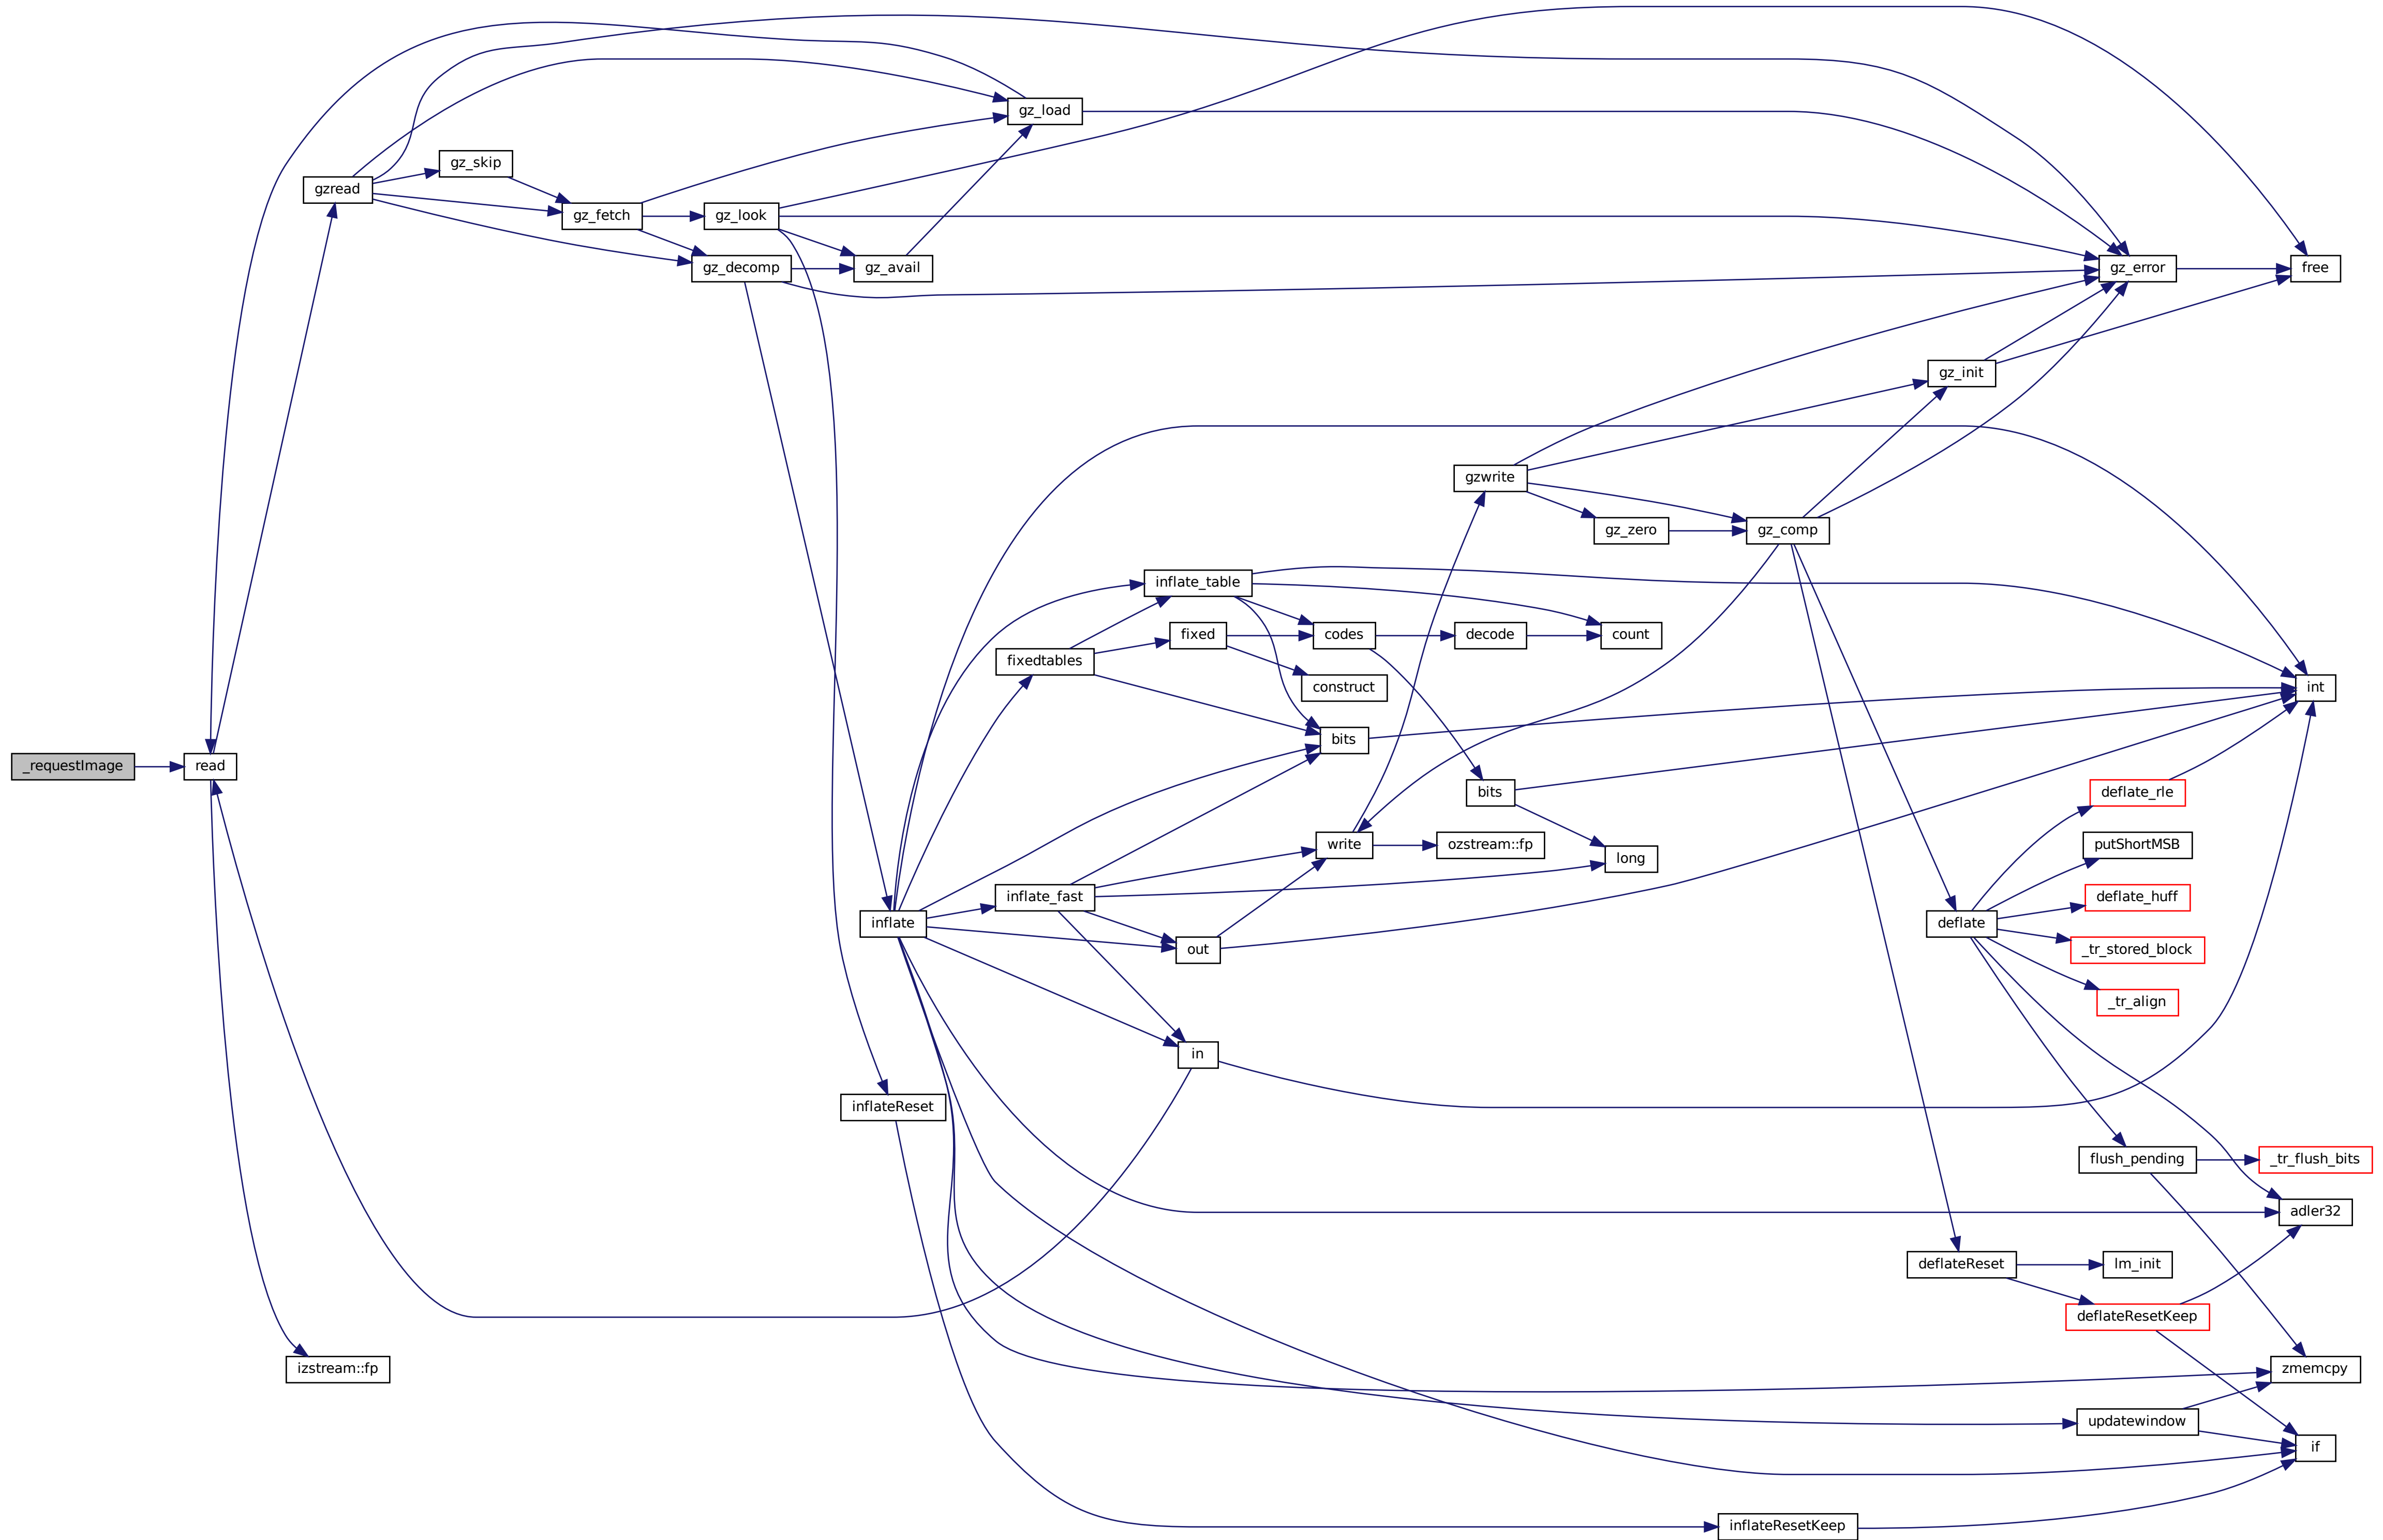 _requestImage
read
izstream::fp
gzread
gz_skip
gz_fetch
gz_look
gz_decomp
gz_avail
inflate
inflateReset
gz_load
fixedtables
inflate_fast
inflate_table
fixed
out
in
codes
construct
bits
write
gzwrite
decode
bits
ozstream::fp
gz_zero
count
long
gz_comp
inflateResetKeep
gz_init
deflate
deflateReset
gz_error
deflate_rle
putShortMSB
deflate_huff
_tr_stored_block
_tr_align
flush_pending
lm_init
deflateResetKeep
updatewindow
free
int
_tr_flush_bits
adler32
zmemcpy
if